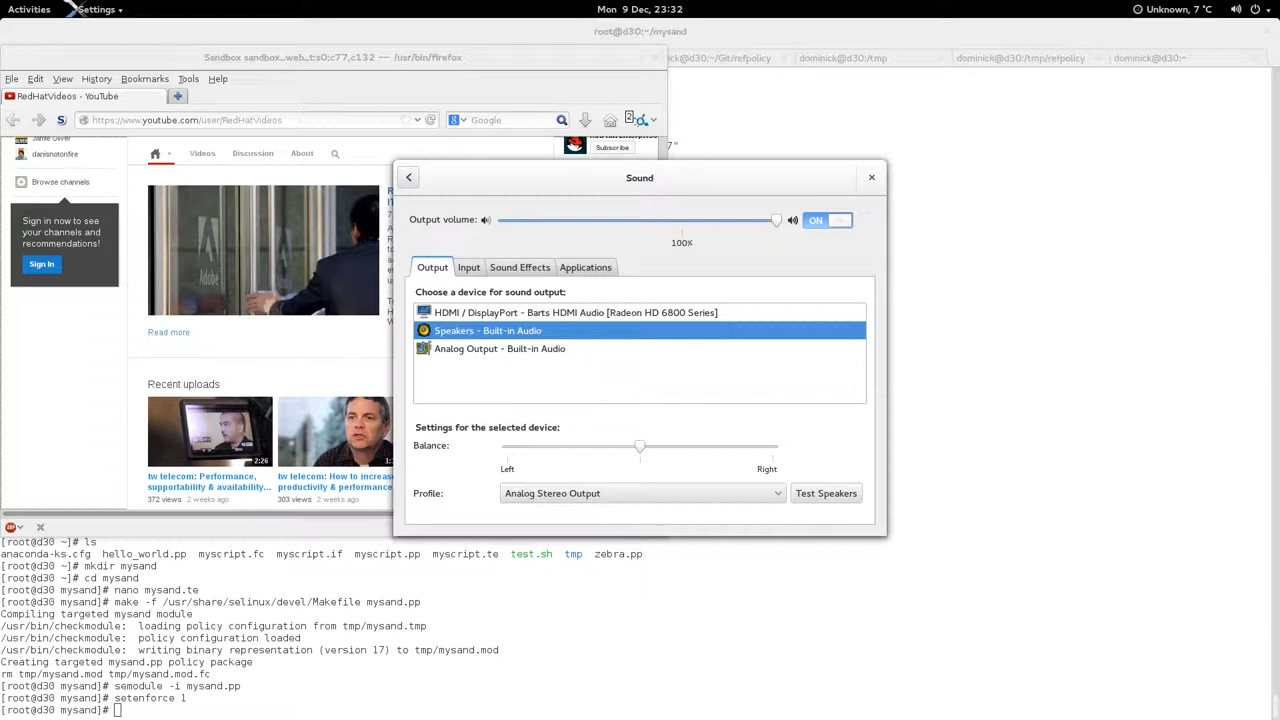 Activities
Settings
Mon 9 Dec, 23:32
Unknown, 7 °C
root@d30:~/mysand
Sandbox sandbox_web_t:s0:c77,c132 -- /usr/bin/firefox
ck@d30:~/Git/refpolicy
dominick@d30:/tmp
dominick@d30:/tmp/refpolicy
dominick@d30:~
File Edit View History Bookmarks Tools Help
RedHatVideos - YouTube
https://www.youtube.com/user/RedHatVideos
Google
2
danisnotonfire
Browse channels
Sign in now to see
your channels and
recommendations!
Sign In
Videos Discussion About
Subscribe
7"
Read more
Recent uploads
2:26
tw telecom: Performance,
supportability & availability...
372 views 2 weeks ago
tw telecom: How to increase
productivity & performance
303 views 2 weeks ago
Adobe
Sound
Output volume:
ON
100%
Output Input Sound Effects Applications
Choose a device for sound output:
HDMI / DisplayPort - Barts HDMI Audio [Radeon HD 6800 Series]
Speakers - Built-in Audio
Analog Output - Built-in Audio
Settings for the selected device:
Balance:
Left
Right
Profile:
Analog Stereo Output
Test Speakers
[root@d30 ~]# ls
anaconda-ks.cfg hello_world.pp myscript.fc myscript.if myscript.pp myscript.te test.sh tmp zebra.pp
[root@d30 ~]# mkdir mysand
[root@d30 ~]# cd mysand
[root@d30 mysand]# nano mysand.te
[root@d30 mysand]# make -f /usr/share/selinux/devel/Makefile mysand.pp
Compiling targeted mysand module
/usr/bin/checkmodule: loading policy configuration from tmp/mysand.tmp
/usr/bin/checkmodule: policy configuration loaded
/usr/bin/checkmodule: writing binary representation (version 17) to tmp/mysand.mod
Creating targeted mysand.pp policy package
rm tmp/mysand.mod tmp/mysand.mod.fc
[root@d30 mysand]# semodule -i mysand.pp
[root@d30 mysand]# setenforce 1
[root@d30 mysand]#